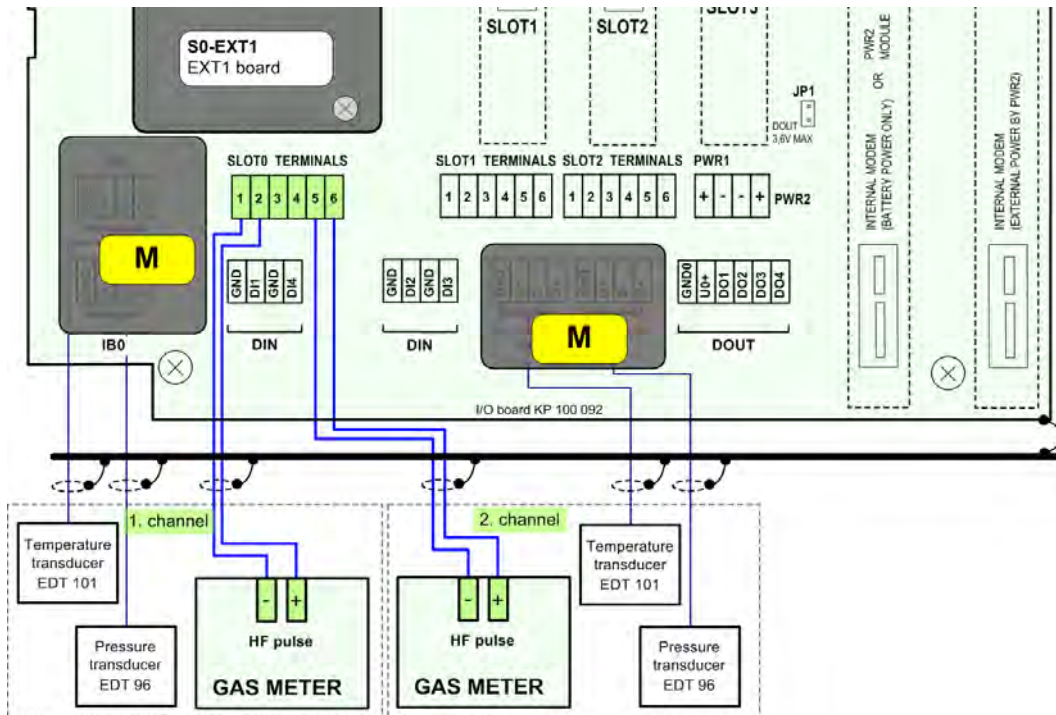 SLOT1
SLOT2
SLOT3
S0-EXT1
EXT1 board
JP1
DOUT
3,6V MAX
INTERNAL MODEM
(BATTERY POWER ONLY)
OR
PWR2
MODULE
INTERNAL MODEM
(EXTERNAL POWER BY PWR2)
SLOT0 TERMINALS
1 2 3 4 5 6
SLOT1 TERMINALS
1 2 3 4 5 6
SLOT2 TERMINALS
1 2 3 4 5 6
PWR1
+ - - +
PWR2
M
IB0
GND DI1 GND DI4
DIN
GND DI2 GND DI3
DIN
M
GND0 U0+ DO1 DO2 DO3 DO4
DOUT
I/O board KP 100 092
1. channel
2. channel
Temperature
transducer
EDT 101
Pressure
transducer
EDT 96
- +
HF pulse
GAS METER
- +
HF pulse
GAS METER
Temperature
transducer
EDT 101
Pressure
transducer
EDT 96